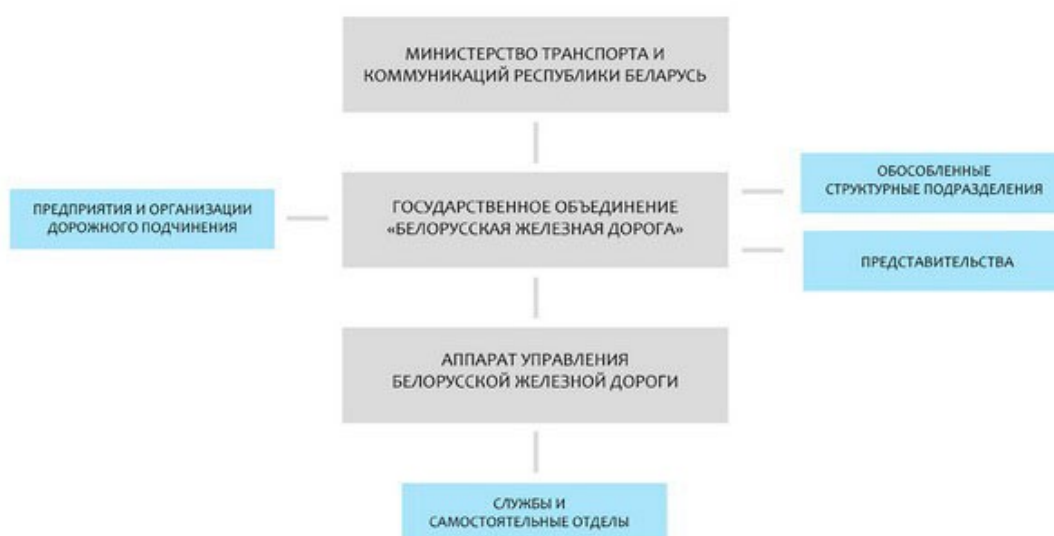 МИНИСТЕРСТВО ТРАНСПОРТА И
КОММУНИКАЦИЙ РЕСПУБЛИКИ БЕЛАРУСЬ
ПРЕДПРИЯТИЯ И ОРГАНИЗАЦИИ
ДОРОЖНОГО ПОДЧИНЕНИЯ
ГОСУДАРСТВЕННОЕ ОБЪЕДИНЕНИЕ
«БЕЛОРУССКАЯ ЖЕЛЕЗНАЯ ДОРОГА»
ОБОСОБЛЕННЫЕ
СТРУКТУРНЫЕ ПОДРАЗДЕЛЕНИЯ
ПРЕДСТАВИТЕЛЬСТВА
АППАРАТ УПРАВЛЕНИЯ
БЕЛОРУССКОЙ ЖЕЛЕЗНОЙ ДОРОГИ
СЛУЖБЫ И
САМОСТОЯТЕЛЬНЫЕ ОТДЕЛЫ